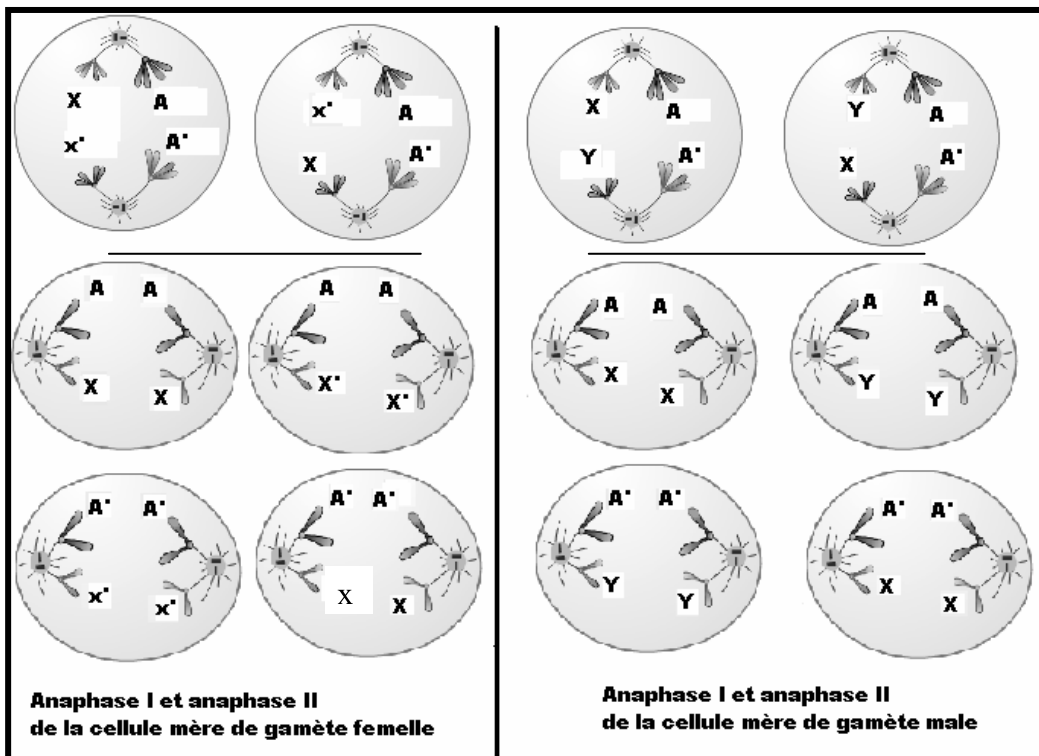 X A
x' A'
x' A
X A'
X A
Y A'
Y A
X A'
A A
X X
A A
X' X'
A A
X X
A A
Y Y
A' A'
x' x'
A' A'
X X
A' A'
Y Y
A' A'
X X
Anaphase I et anaphase II
de la cellule mère de gamète femelle
Anaphase I et anaphase II
de la cellule mère de gamète male